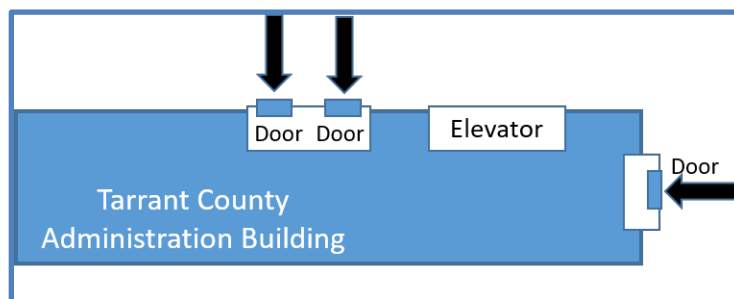 Door Door
Elevator
Door
Tarrant County
Administration Building